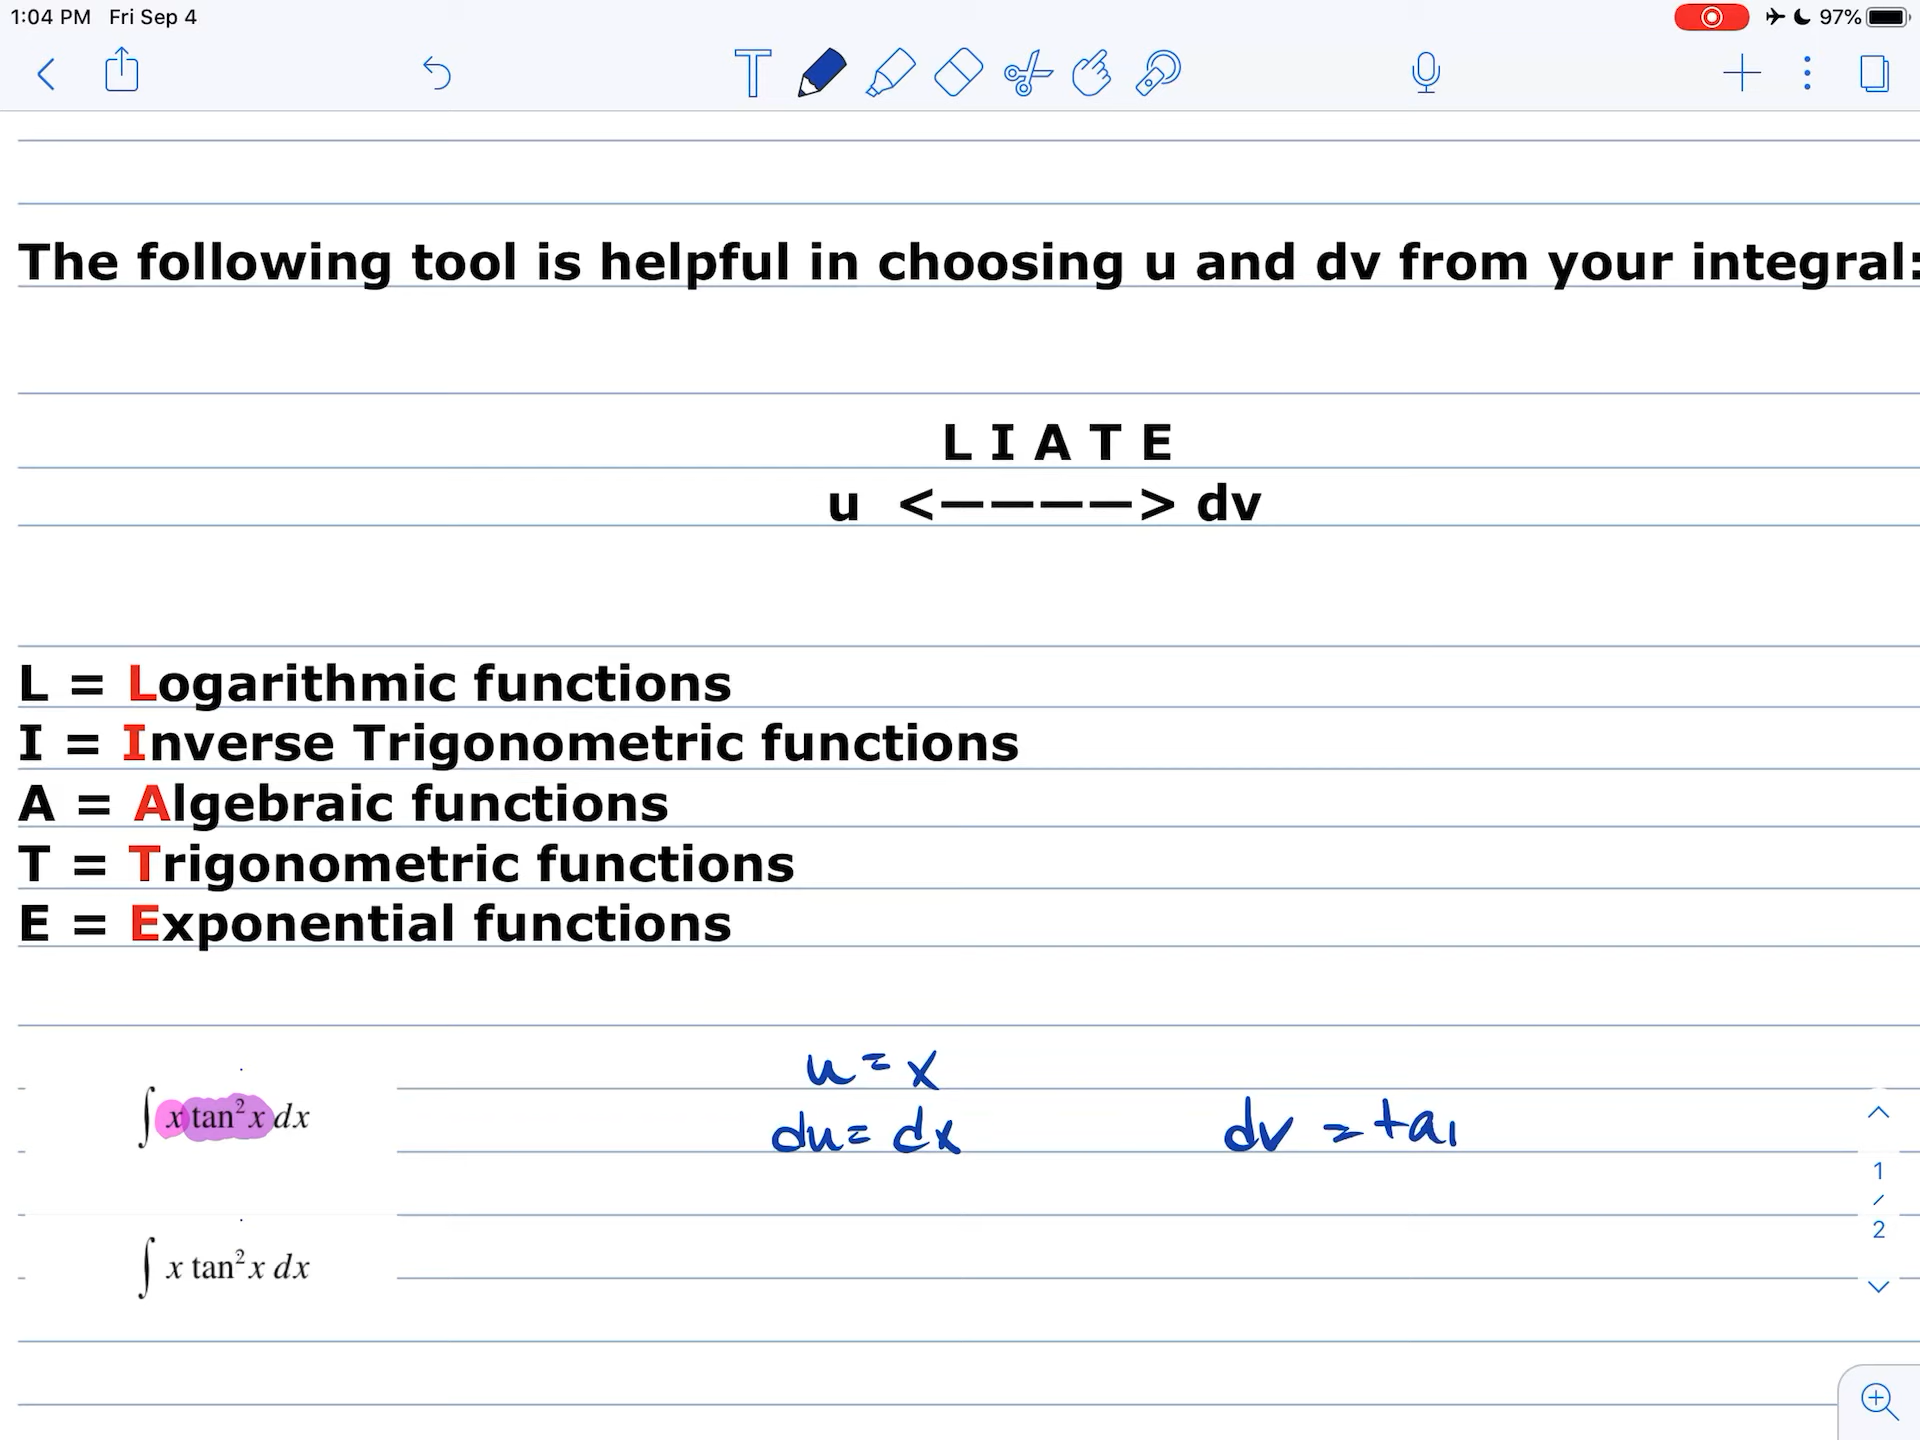 1:04 PM Fri Sep 4
97%
T
The following tool is helpful in choosing u and dv from your integral:
L I A T E
u <————> dv
L = Logarithmic functions
I = Inverse Trigonometric functions
A = Algebraic functions
T = Trigonometric functions
E = Exponential functions
u = x
∫ x tan² x dx
du = dx
dv = ta
1
/
2
∫ x tan² x dx